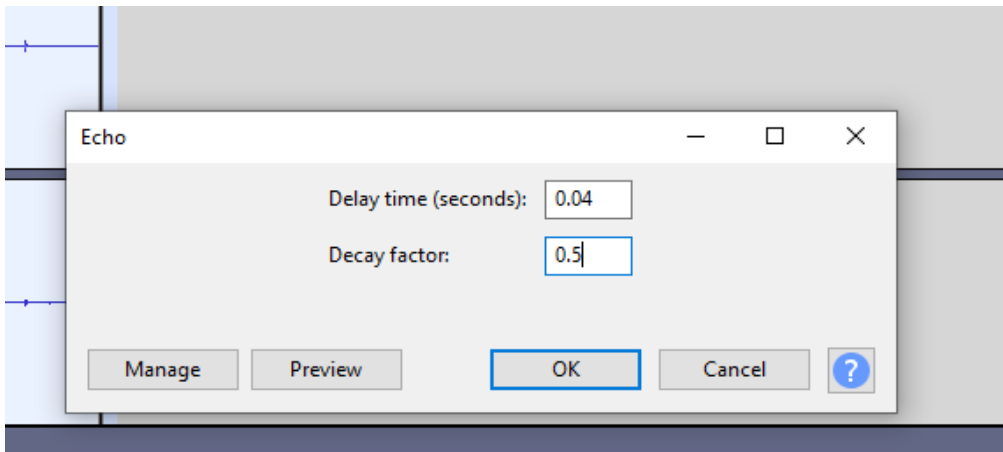 Echo
Delay time (seconds): 0.04
Decay factor: 0.5
Manage Preview OK Cancel ?